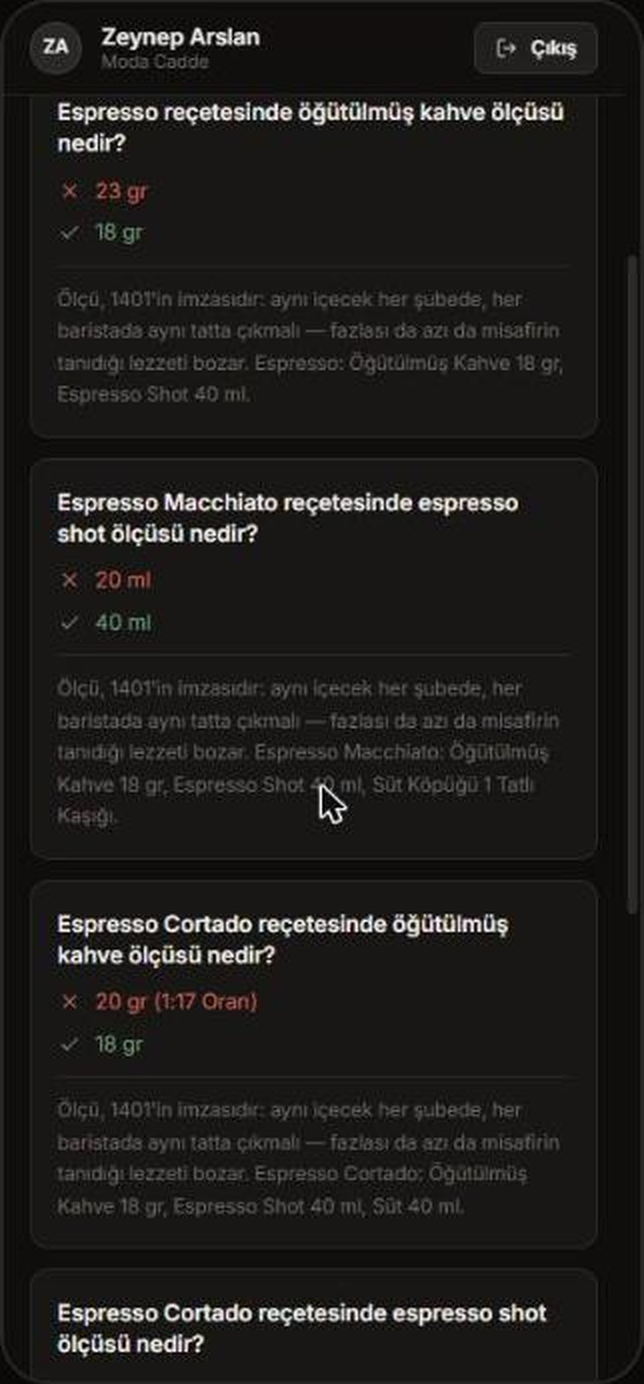 ZA
Zeynep Arslan
Moda Cadde
Çıkış
Espresso reçetesinde öğütülmüş kahve ölçüsü
nedir?
23 gr
18 gr
Ölçü, 1401'in imzasıdır: aynı içecek her şubede, her
baristada aynı tatta çıkmalı — fazlası da azı da misafirin
tanıdığı lezzeti bozar. Espresso: Öğütülmüş Kahve 18 gr,
Espresso Shot 40 ml.
Espresso Macchiato reçetesinde espresso
shot ölçüsü nedir?
20 ml
40 ml
Ölçü, 1401'in imzasıdır: aynı içecek her şubede, her
baristada aynı tatta çıkmalı — fazlası da azı da misafirin
tanıdığı lezzeti bozar. Espresso Macchiato: Öğütülmüş
Kahve 18 gr, Espresso Shot 40 ml, Süt Köpüğü 1 Tatlı
Kaşığı.
Espresso Cortado reçetesinde öğütülmüş
kahve ölçüsü nedir?
20 gr (1:17 Oran)
18 gr
Ölçü, 1401'in imzasıdır: aynı içecek her şubede, her
baristada aynı tatta çıkmalı — fazlası da azı da misafirin
tanıdığı lezzeti bozar. Espresso Cortado: Öğütülmüş
Kahve 18 gr, Espresso Shot 40 ml, Süt 40 ml.
Espresso Cortado reçetesinde espresso shot
ölçüsü nedir?